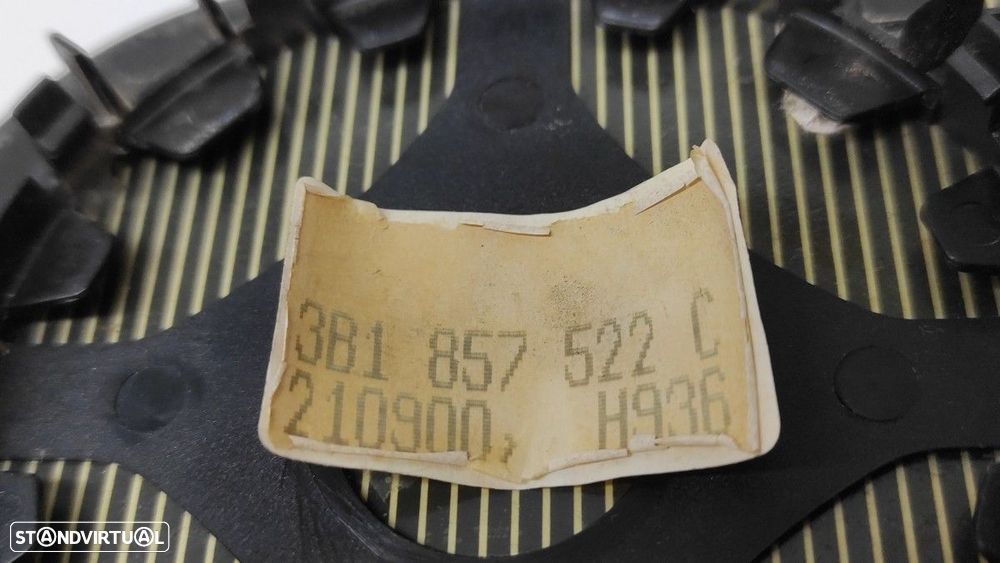 3B1 857 522 C
210900, H936
STANDVIRTUAL